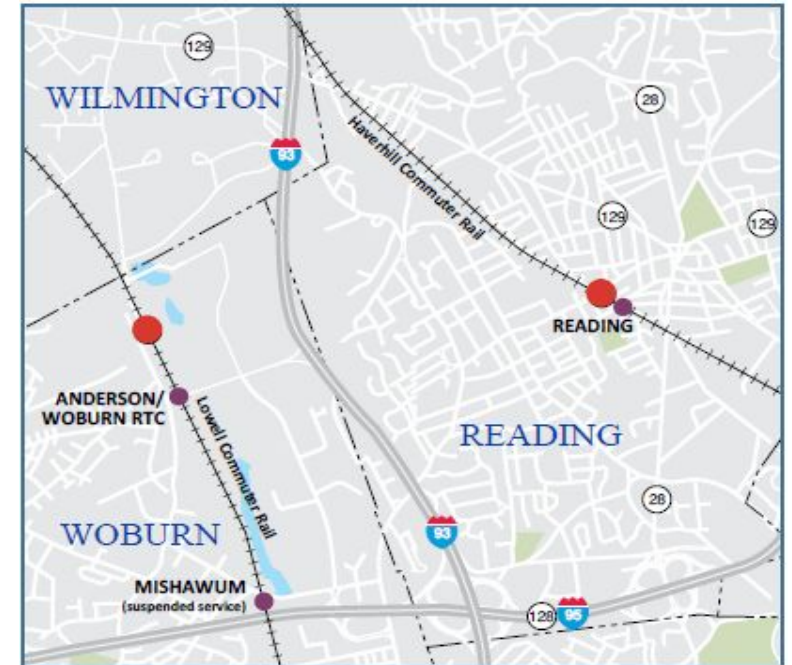 129
WILMINGTON
28
93
Haverhill Commuter Rail
129
129
READING
ANDERSON/
WOBURN RTC
Lowell Commuter Rail
READING
28
WOBURN
93
MISHAWUM
(suspended service)
128
95